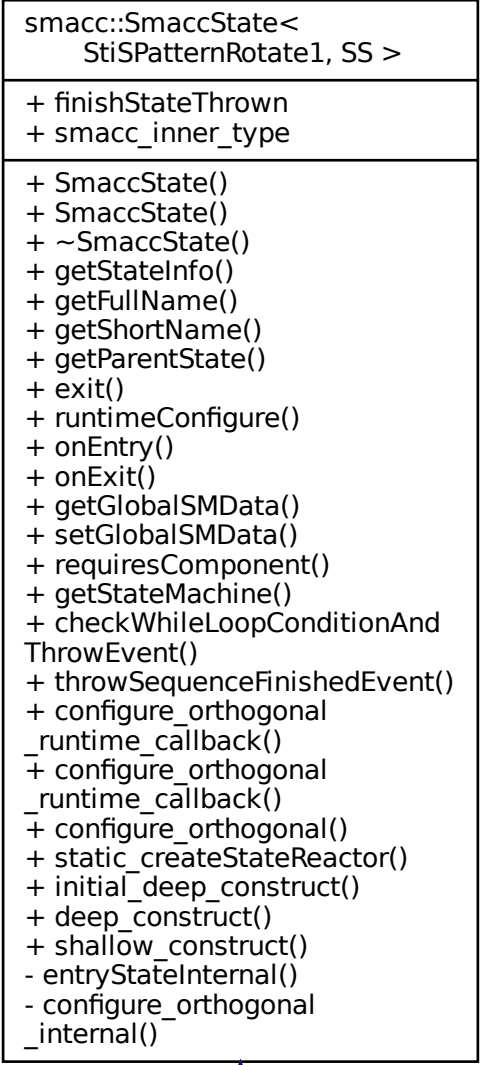 smacc::SmaccState<
StiSPatternRotate1, SS >
+ finishStateThrown
+ smacc_inner_type
+ SmaccState()
+ SmaccState()
+ ~SmaccState()
+ getStateInfo()
+ getFullName()
+ getShortName()
+ getParentState()
+ exit()
+ runtimeConfigure()
+ onEntry()
+ onExit()
+ getGlobalSMData()
+ setGlobalSMData()
+ requiresComponent()
+ getStateMachine()
+ checkWhileLoopConditionAnd
ThrowEvent()
+ throwSequenceFinishedEvent()
+ configure_orthogonal
_runtime_callback()
+ configure_orthogonal
_runtime_callback()
+ configure_orthogonal()
+ static_createStateReactor()
+ initial_deep_construct()
+ deep_construct()
+ shallow_construct()
- entryStateInternal()
- configure_orthogonal
_internal()